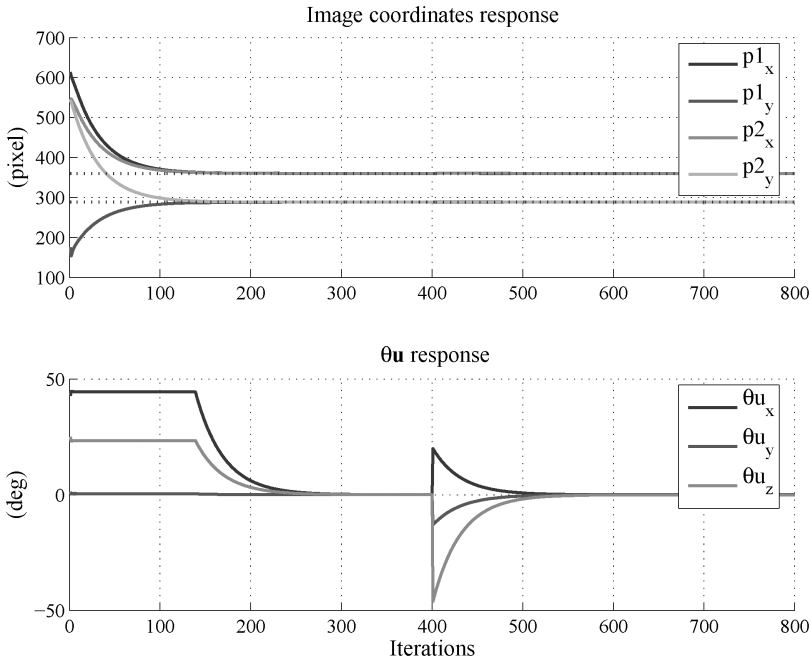 Image coordinates response
700
600
500
400
300
200
100
(pixel)
0 100 200 300 400 500 600 700 800
p1x
p1y
p2x
p2y
θu response
50
0
−50
(deg)
0 100 200 300 400 500 600 700 800
Iterations
θux
θuy
θuz